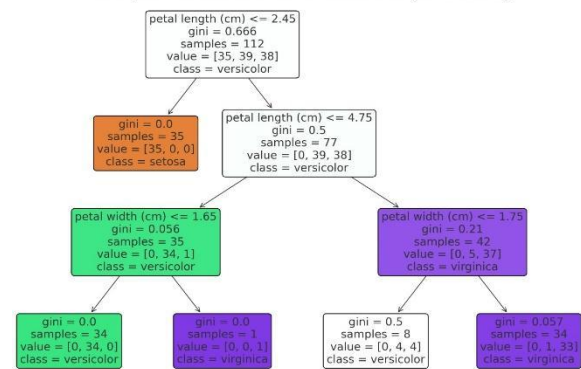 petal length (cm) <= 2.45
gini = 0.666
samples = 112
value = [35, 39, 38]
class = versicolor
gini = 0.0
samples = 35
value = [35, 0, 0]
class = setosa
petal length (cm) <= 4.75
gini = 0.5
samples = 77
value = [0, 39, 38]
class = versicolor
petal width (cm) <= 1.65
gini = 0.056
samples = 35
value = [0, 34, 1]
class = versicolor
petal width (cm) <= 1.75
gini = 0.21
samples = 42
value = [0, 5, 37]
class = virginica
gini = 0.0
samples = 34
value = [0, 34, 0]
class = versicolor
gini = 0.0
samples = 1
value = [0, 0, 1]
class = virginica
gini = 0.5
samples = 8
value = [0, 4, 4]
class = versicolor
gini = 0.057
samples = 34
value = [0, 1, 33]
class = virginica